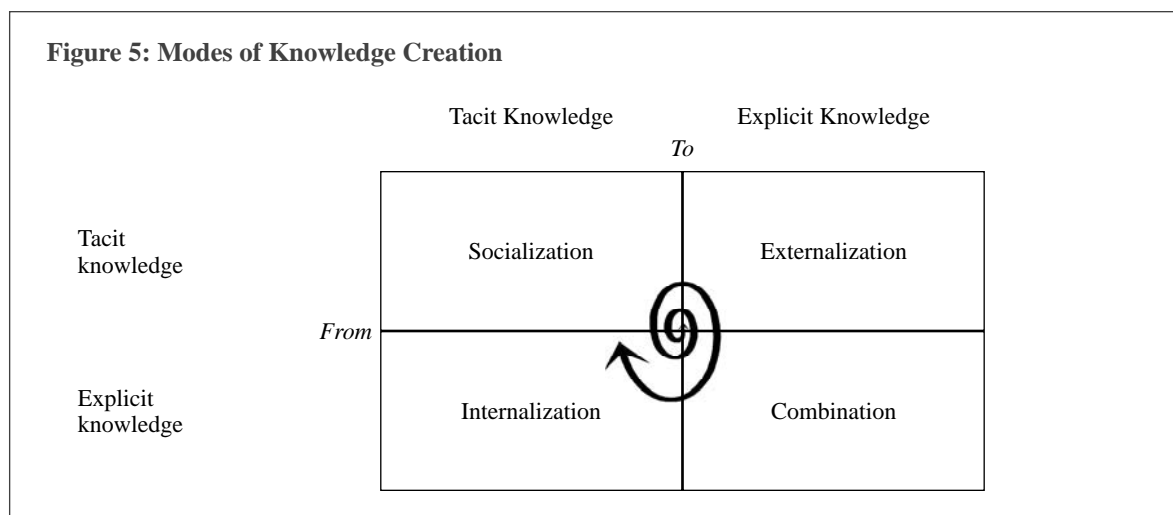 Figure 5: Modes of Knowledge Creation
Tacit Knowledge
Explicit Knowledge
To
Tacit
knowledge
Socialization
Externalization
From
Explicit
knowledge
Internalization
Combination